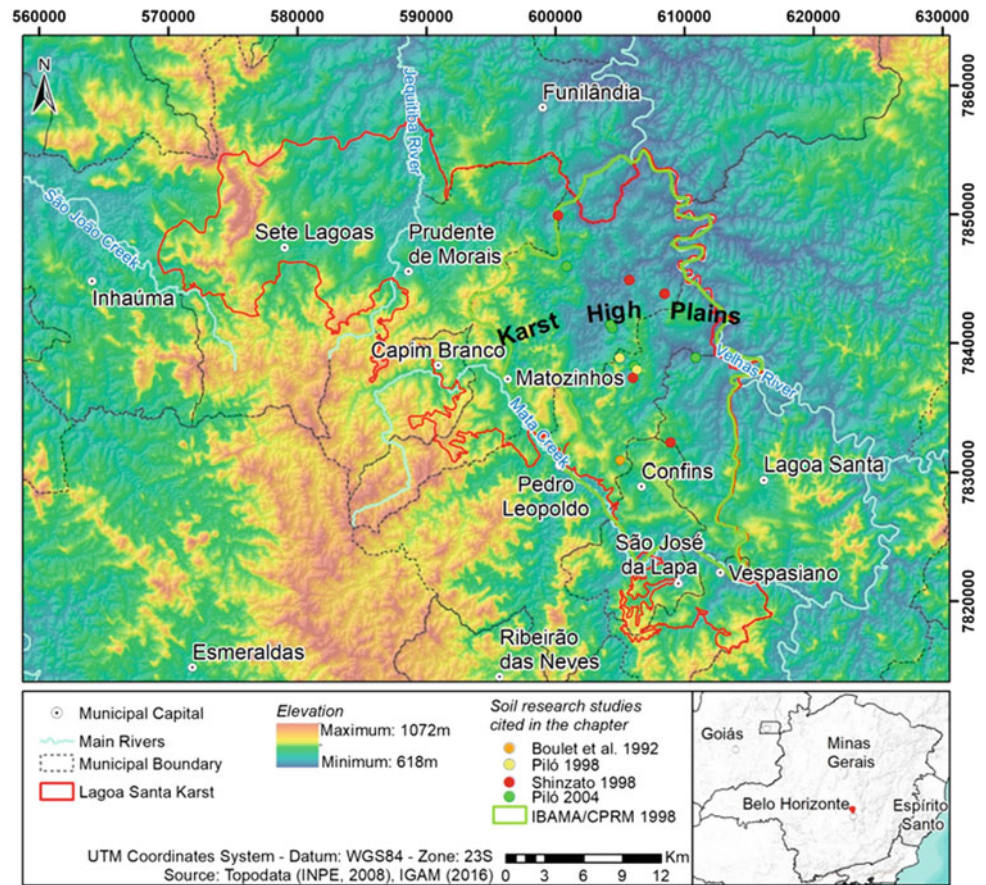 560000 570000 580000 590000 600000 610000 620000 630000
7860000
7850000
7840000
7830000
7820000
N
Funilândia
Jequitiba River
São João Creek
Sete Lagoas
Prudente
de Morais
Inhaúma
Karst High Plains
Capim Branco
Matozinhos
Velhas River
Mata Creek
Pedro
Leopoldo
Confins
Lagoa Santa
São José
da Lapa
Vespasiano
Ribeirão
das Neves
Esmeraldas
Municipal Capital
Main Rivers
Municipal Boundary
Lagoa Santa Karst
Elevation
Maximum: 1072m
Minimum: 618m
Soil research studies
cited in the chapter
Boulet et al. 1992
Piló 1998
Shinzato 1998
Piló 2004
IBAMA/CPRM 1998
UTM Coordinates System - Datum: WGS84 - Zone: 23S
Source: Topodata (INPE, 2008), IGAM (2016)
Km
0 3 6 9 12
Goiás
Minas
Gerais
Belo Horizonte
Espírito
Santo